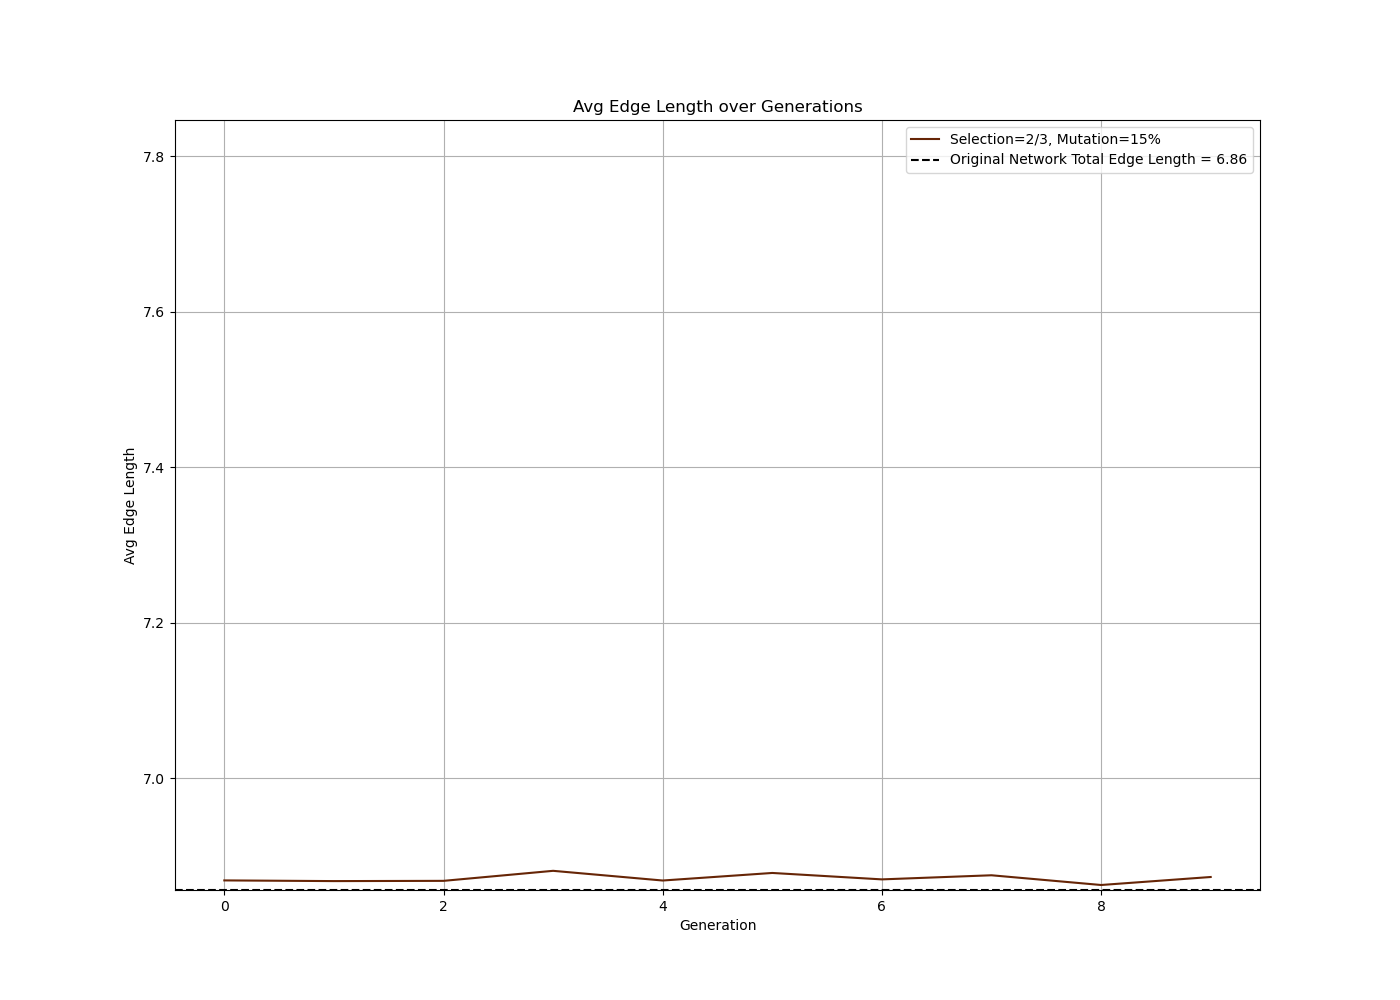 Avg Edge Length over Generations
Selection=2/3, Mutation=15%
Original Network Total Edge Length = 6.86
Avg Edge Length
7.8
7.6
7.4
7.2
7.0
0 2 4 6 8
Generation